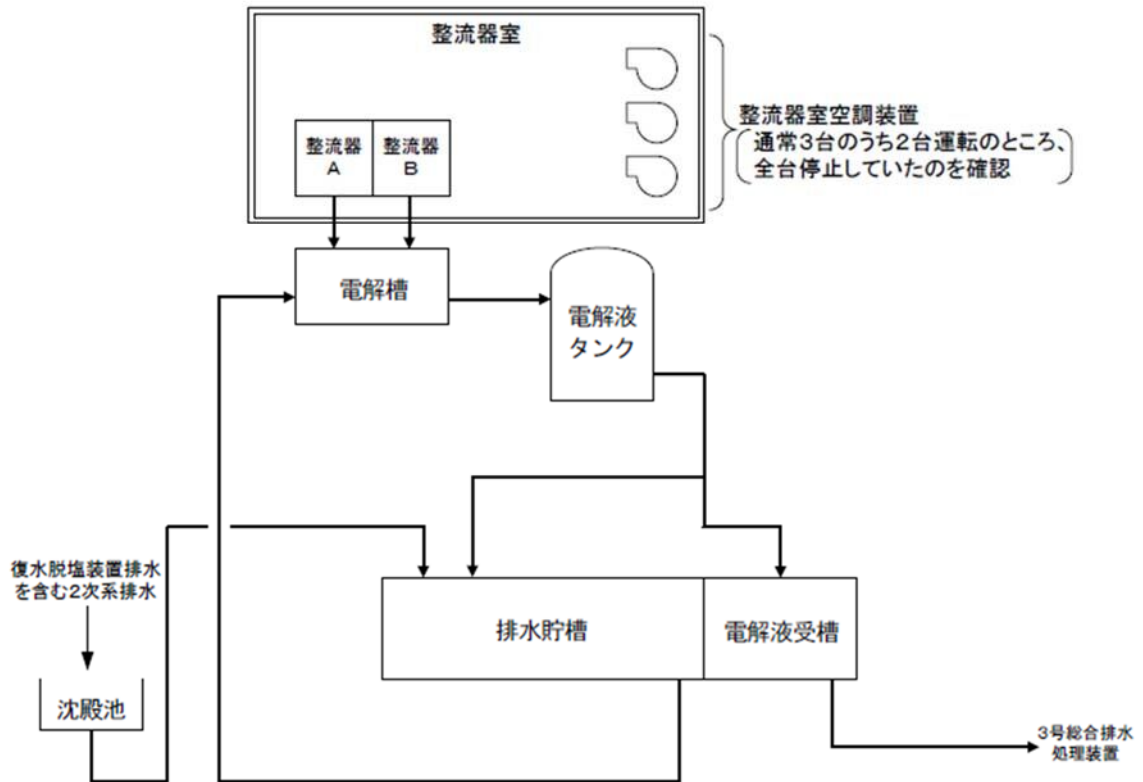 整流器室
整流器室空調装置
通常3台のうち2台運転のところ、
全台停止していたのを確認
整流器
A
整流器
B
電解槽
電解液
タンク
復水脱塩装置排水
を含む2次系排水
沈殿池
排水貯槽
電解液受槽
3号総合排水
処理装置